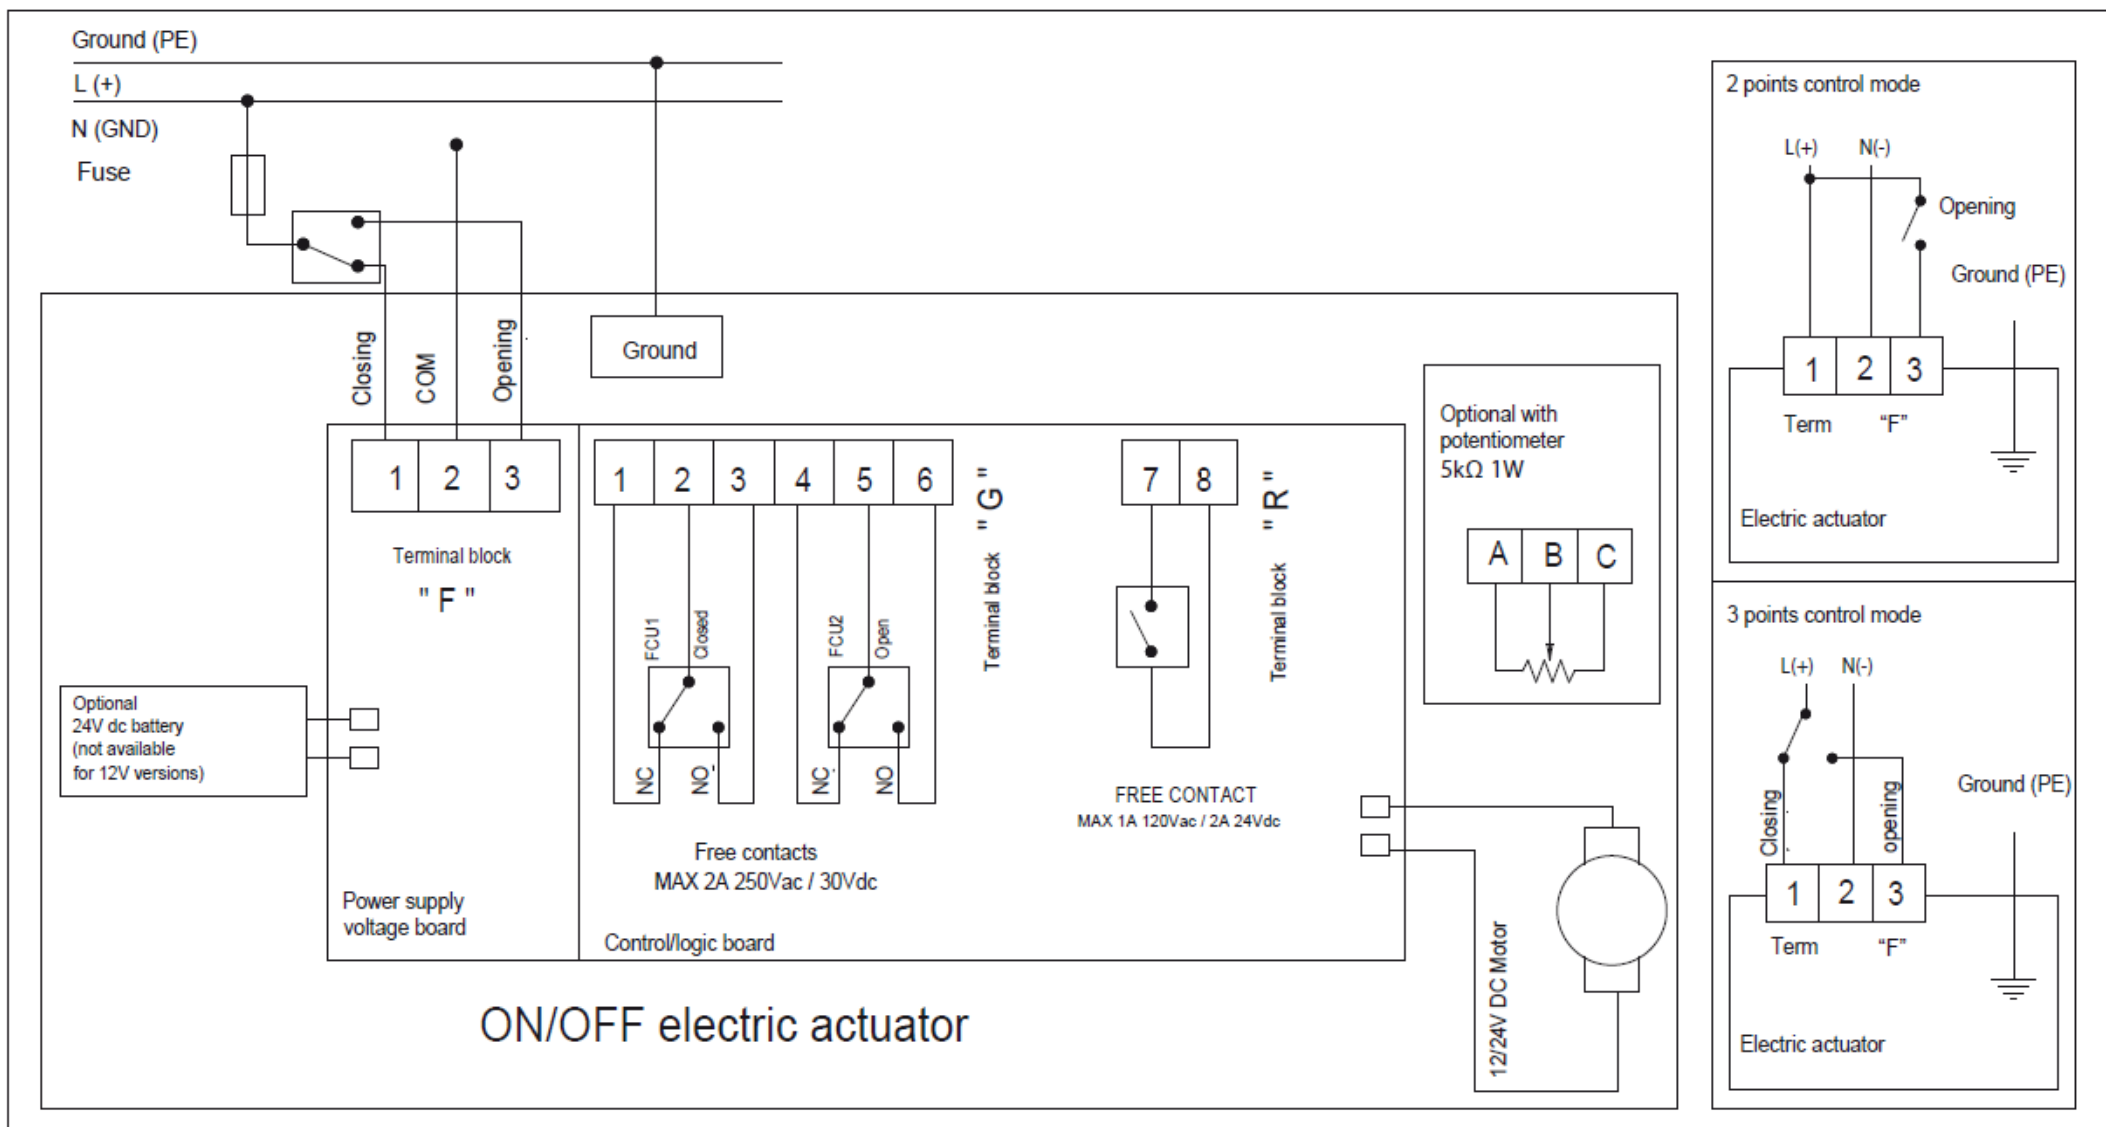 Ground (PE)
L (+)
N (GND)
Fuse
Closing
COM
Opening
Ground
1 2 3
Terminal block
" F "
Optional
24V dc battery
(not available
for 12V versions)
Power supply
voltage board
1 2 3 4 5 6
Terminal block " G "
FCU1
Closed
NC
NO
FCU2
Open
NC
NO
Free contacts
MAX 2A 250Vac / 30Vdc
Control/logic board
7 8
Terminal block " R "
FREE CONTACT
MAX 1A 120Vac / 2A 24Vdc
Optional with
potentiometer
5kΩ 1W
A B C
12/24V DC Motor
ON/OFF electric actuator
2 points control mode
L(+) N(-)
Opening
Ground (PE)
1 2 3
Term “F”
Electric actuator
3 points control mode
L(+) N(-)
Closing
opening
Ground (PE)
1 2 3
Term “F”
Electric actuator